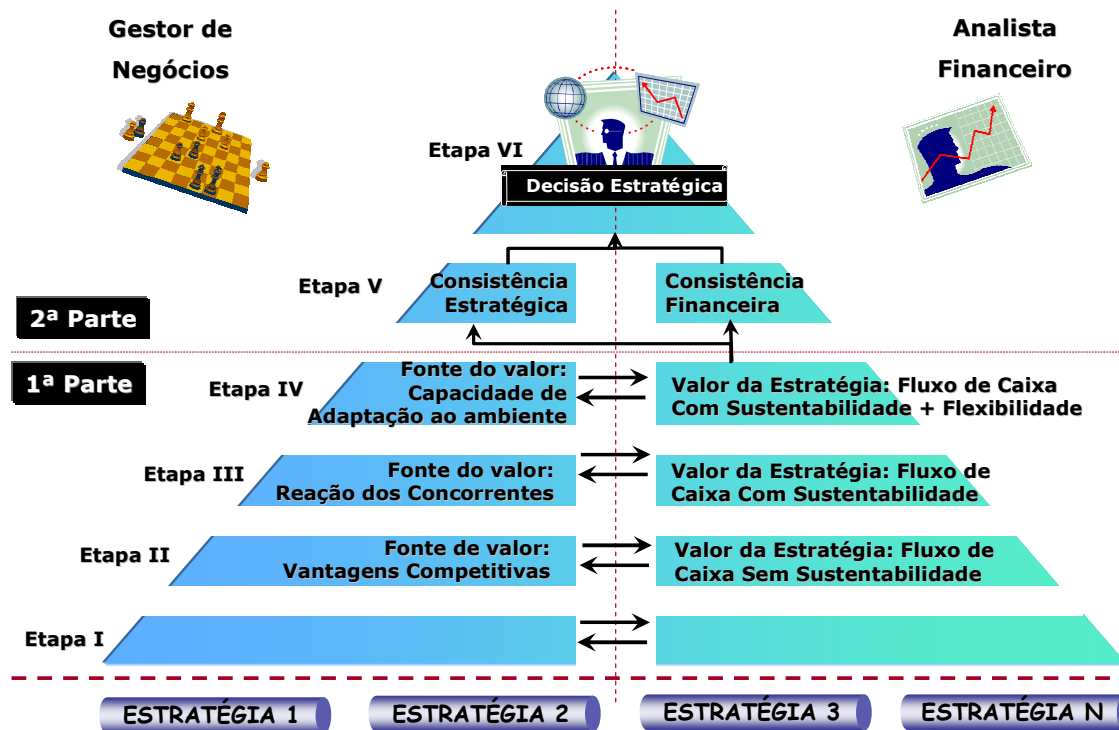 Gestor de
Negócios
Analista
Financeiro
Etapa VI
Decisão Estratégica
Etapa V
Consistência
Estratégica
Consistência
Financeira
2ª Parte
1ª Parte
Etapa IV
Fonte do valor:
Capacidade de
Adaptação ao ambiente
Valor da Estratégia: Fluxo de Caixa
Com Sustentabilidade + Flexibilidade
Etapa III
Fonte do valor:
Reação dos Concorrentes
Valor da Estratégia: Fluxo de
Caixa Com Sustentabilidade
Etapa II
Fonte de valor:
Vantagens Competitivas
Valor da Estratégia: Fluxo de
Caixa Sem Sustentabilidade
Etapa I
ESTRATÉGIA 1
ESTRATÉGIA 2
ESTRATÉGIA 3
ESTRATÉGIA N